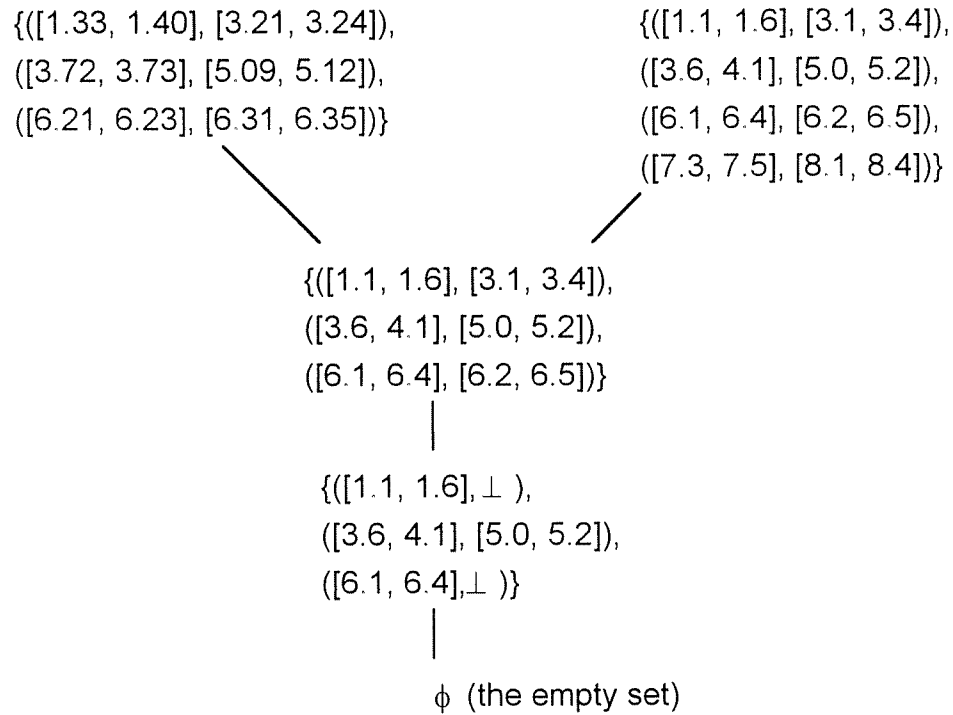 {([1.33, 1.40], [3.21, 3.24]),
([3.72, 3.73], [5.09, 5.12]),
([6.21, 6.23], [6.31, 6.35])}
{([1.1, 1.6], [3.1, 3.4]),
([3.6, 4.1], [5.0, 5.2]),
([6.1, 6.4], [6.2, 6.5]),
([7.3, 7.5], [8.1, 8.4])}
{([1.1, 1.6], [3.1, 3.4]),
([3.6, 4.1], [5.0, 5.2]),
([6.1, 6.4], [6.2, 6.5])}
{([1.1, 1.6],⊥ ),
([3.6, 4.1], [5.0, 5.2]),
([6.1, 6.4],⊥ )}
ϕ (the empty set)